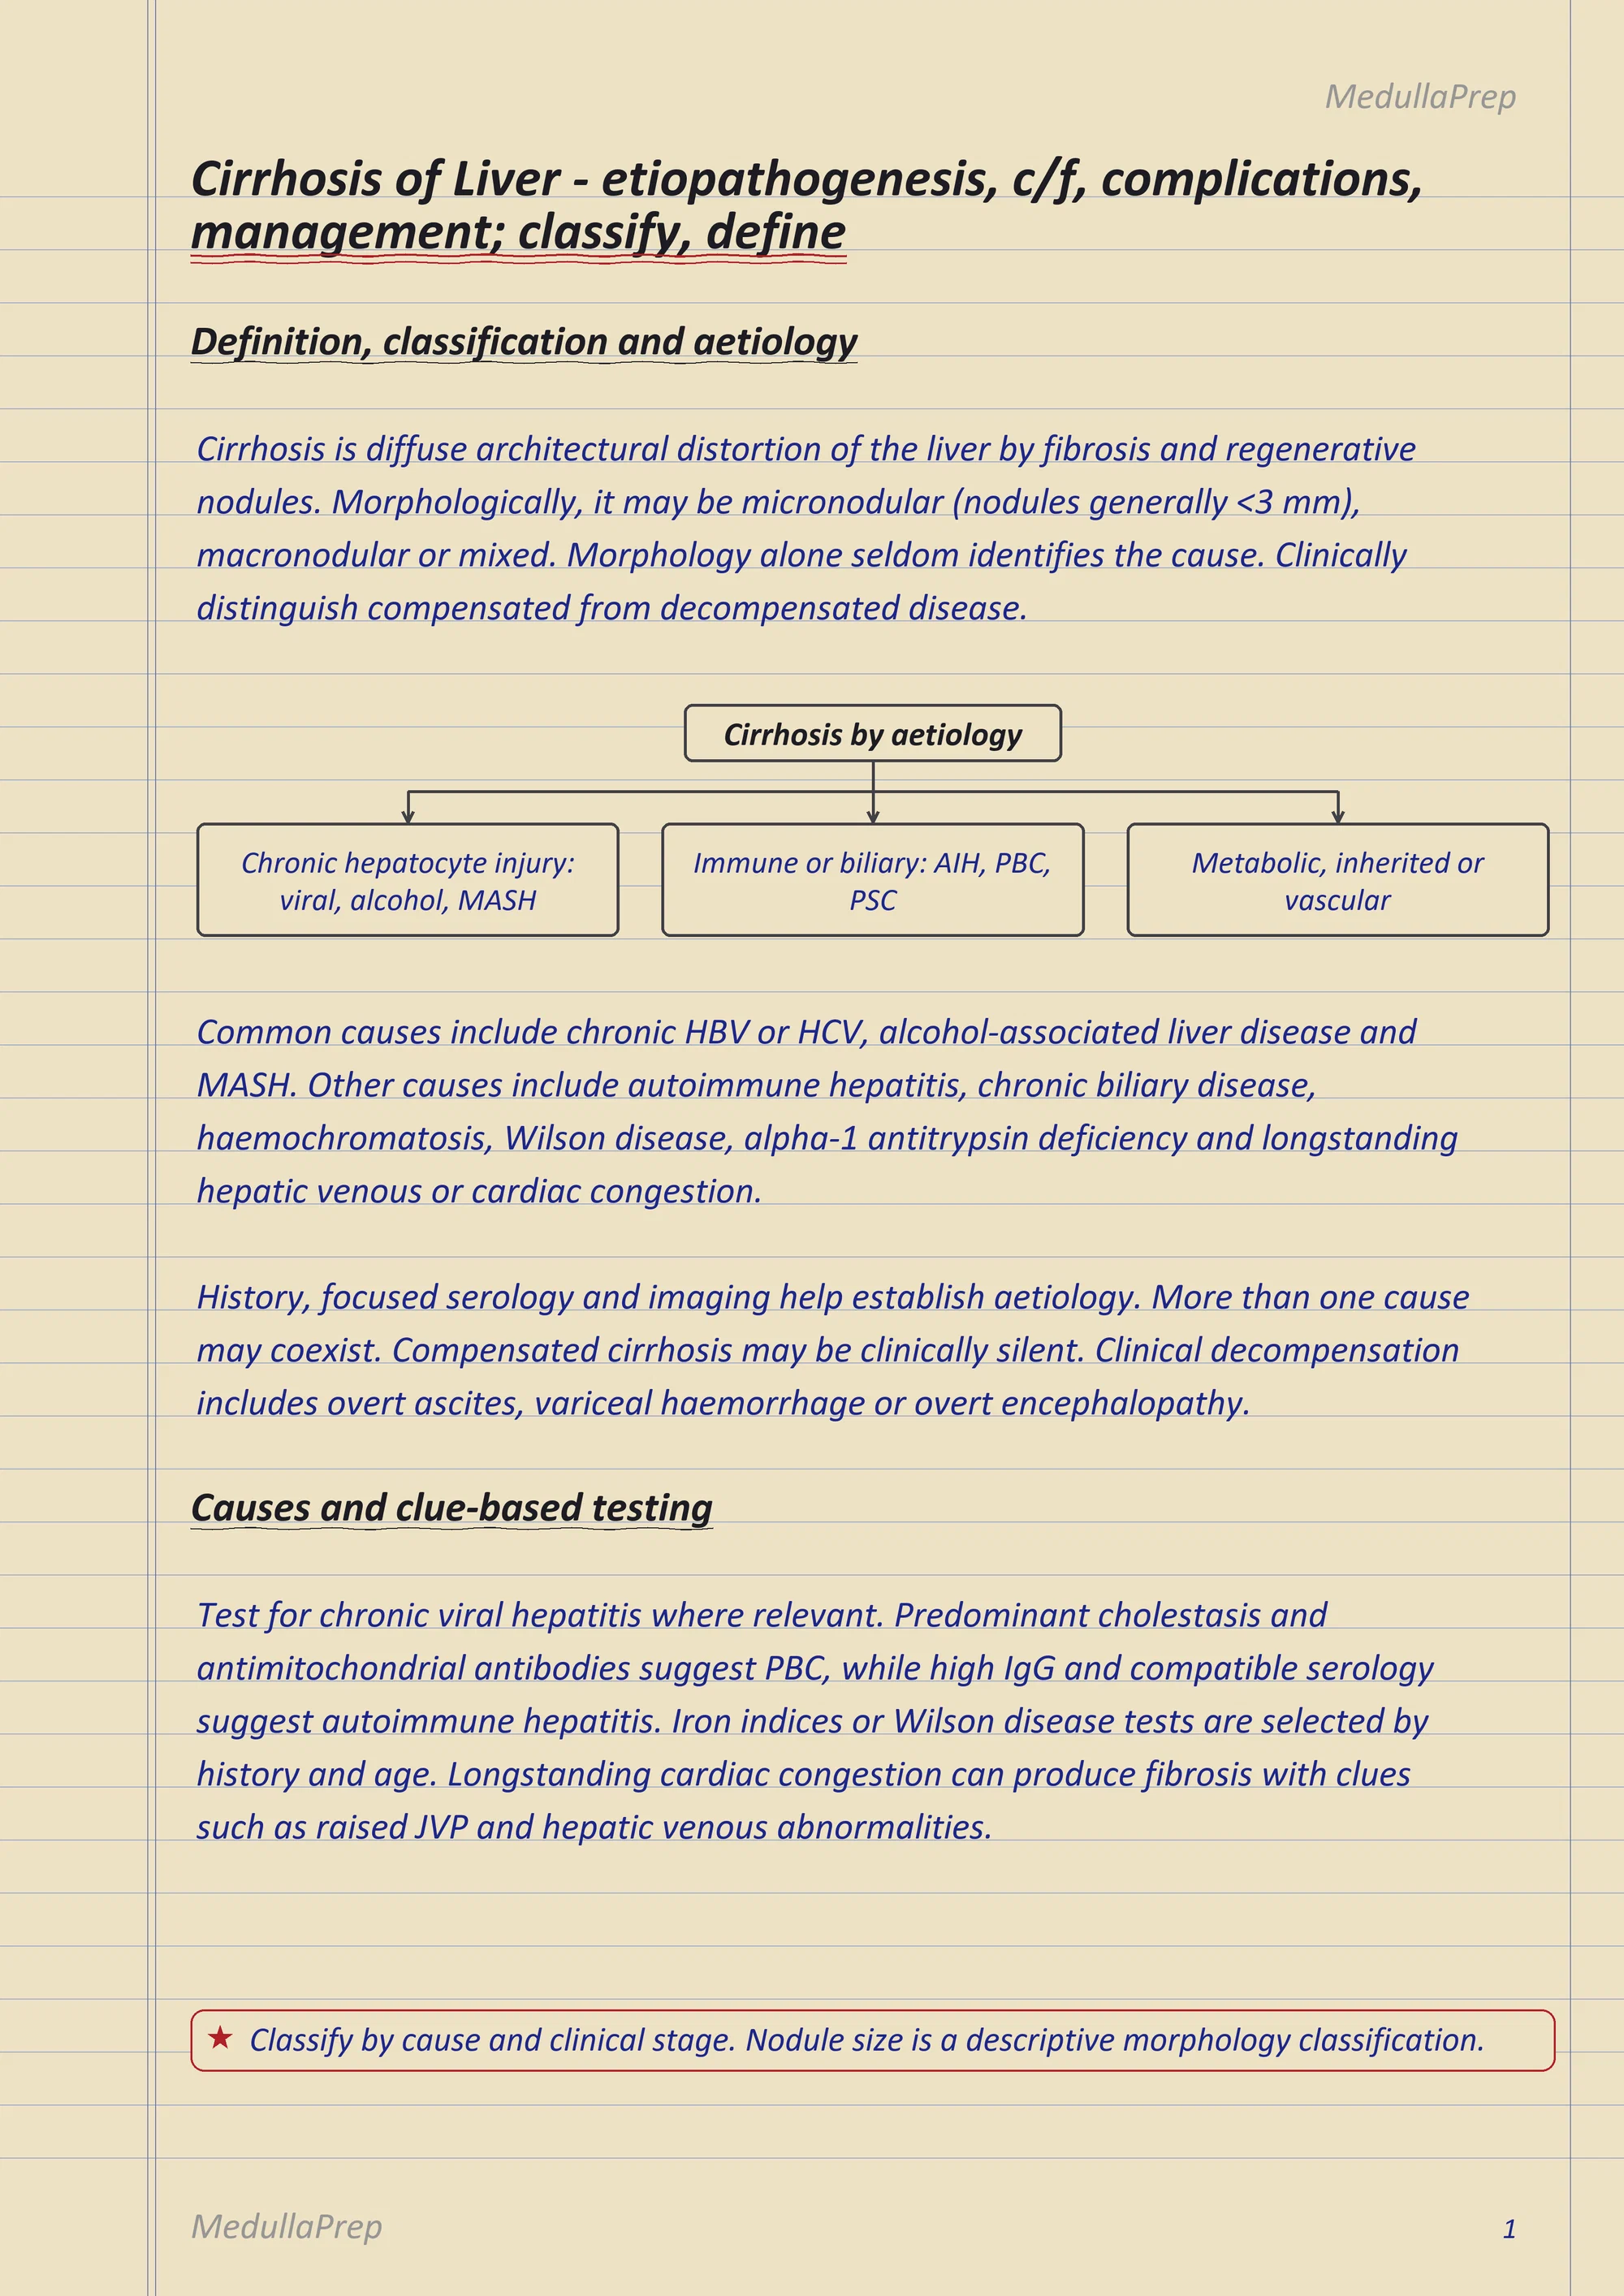 MedullaPrep
Cirrhosis of Liver - etiopathogenesis, c/f, complications,
management; classify, define
Definition, classification and aetiology
Cirrhosis is diffuse architectural distortion of the liver by fibrosis and regenerative
nodules. Morphologically, it may be micronodular (nodules generally <3 mm),
macronodular or mixed. Morphology alone seldom identifies the cause. Clinically
distinguish compensated from decompensated disease.
Cirrhosis by aetiology
Chronic hepatocyte injury:
viral, alcohol, MASH
Immune or biliary: AIH, PBC,
PSC
Metabolic, inherited or
vascular
Common causes include chronic HBV or HCV, alcohol-associated liver disease and
MASH. Other causes include autoimmune hepatitis, chronic biliary disease,
haemochromatosis, Wilson disease, alpha-1 antitrypsin deficiency and longstanding
hepatic venous or cardiac congestion.
History, focused serology and imaging help establish aetiology. More than one cause
may coexist. Compensated cirrhosis may be clinically silent. Clinical decompensation
includes overt ascites, variceal haemorrhage or overt encephalopathy.
Causes and clue-based testing
Test for chronic viral hepatitis where relevant. Predominant cholestasis and
antimitochondrial antibodies suggest PBC, while high IgG and compatible serology
suggest autoimmune hepatitis. Iron indices or Wilson disease tests are selected by
history and age. Longstanding cardiac congestion can produce fibrosis with clues
such as raised JVP and hepatic venous abnormalities.
★ Classify by cause and clinical stage. Nodule size is a descriptive morphology classification.
MedullaPrep
1